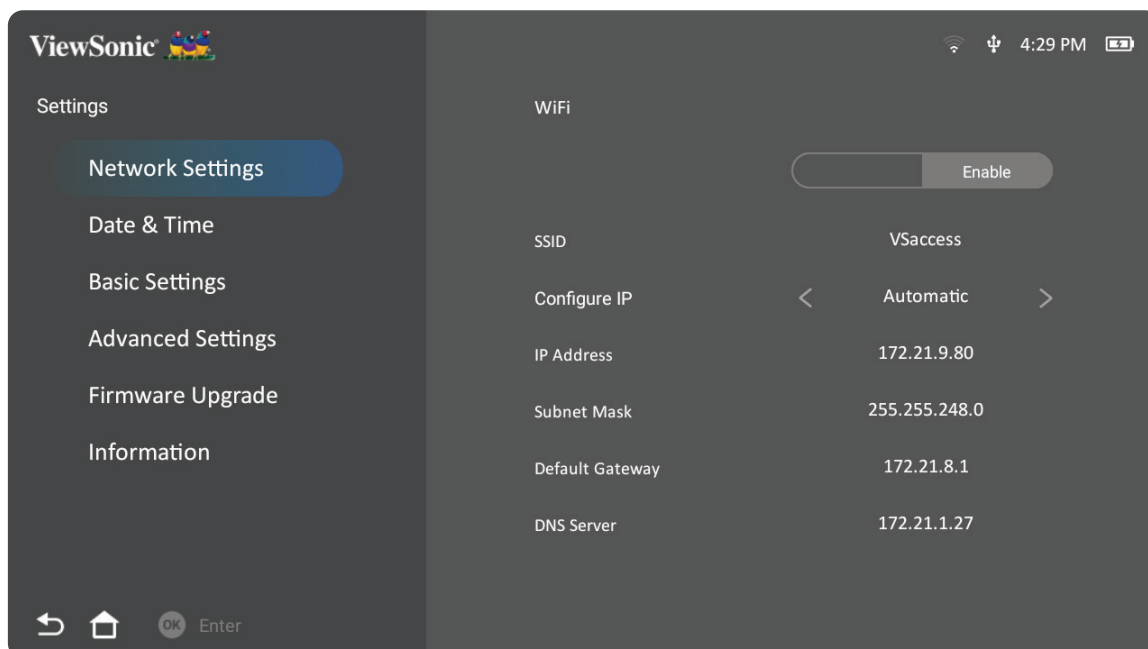 ViewSonic®
4:29 PM
Settings
WiFi
Network Settings
Enable
Date & Time
SSID VSaccess
Basic Settings
Configure IP < Automatic >
Advanced Settings
IP Address 172.21.9.80
Firmware Upgrade
Subnet Mask 255.255.248.0
Information
Default Gateway 172.21.8.1
DNS Server 172.21.1.27
OK Enter